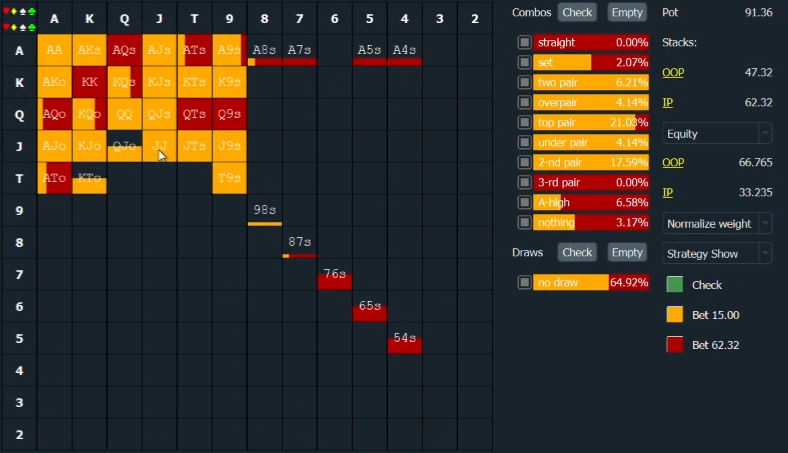 ♥ ♦ ♠ ♣ A K Q J T 9 8 7 6 5 4 3 2
♥ ♦ ♠ ♣
A AA AKs AQs AJs ATs A9s A8s A7s A5s A4s
K AKo KK KQs KJs KTs K9s
Q AQo KQo QQ QJs QTs Q9s
J AJo KJo QJo JJ JTs J9s
T ATo KTo T9s
9 98s
8 87s
7 76s
6 65s
5 54s
4
3
2
Combos Check Empty
straight 0.00%
set 2.07%
two pair 6.21%
overpair 4.14%
top pair 21.03%
under pair 4.14%
2-nd pair 17.59%
3-rd pair 0.00%
A-high 6.58%
nothing 3.17%
Draws Check Empty
no draw 64.92%
Pot 91.36
Stacks:
OOP 47.32
IP 62.32
Equity
OOP 66.765
IP 33.235
Normalize weight
Strategy Show
Check
Bet 15.00
Bet 62.32